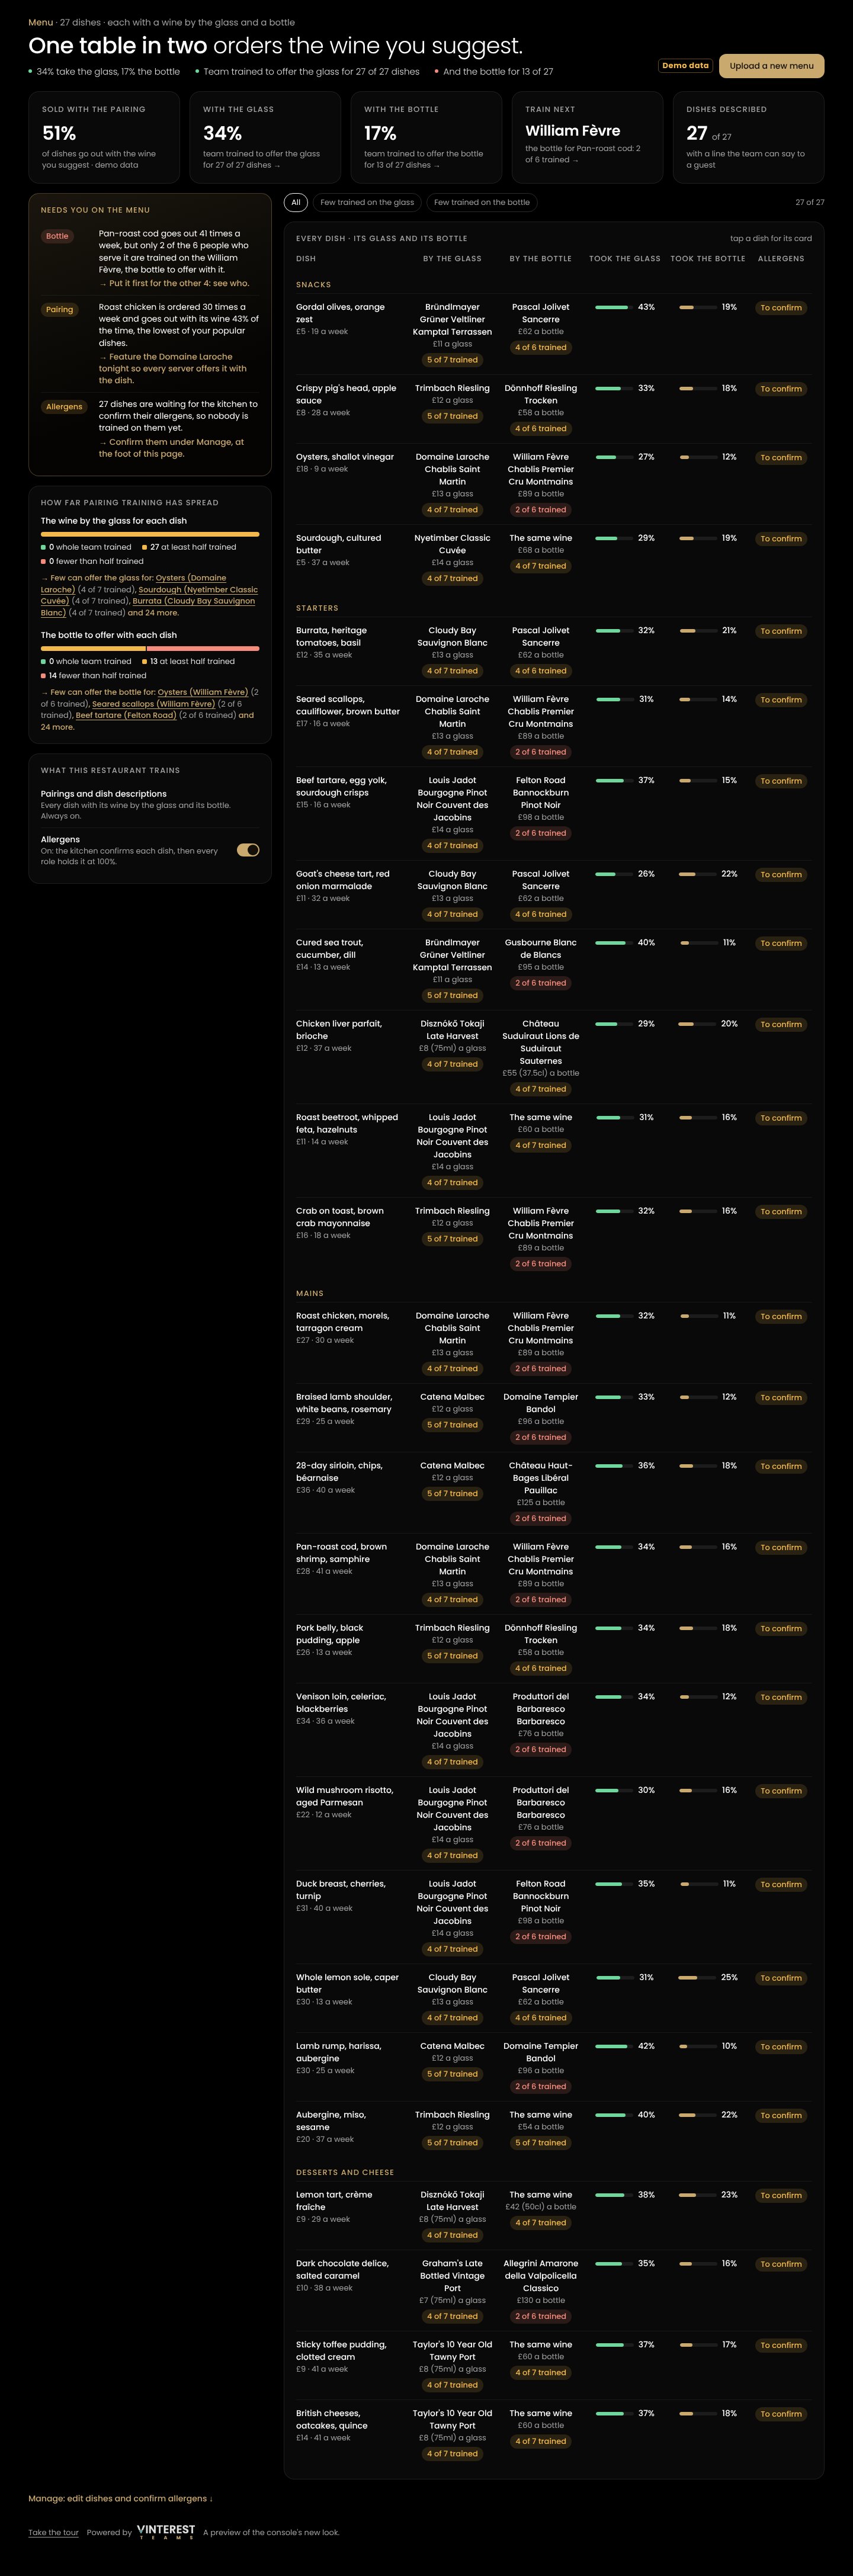 Menu · 27 dishes · each with a wine by the glass and a bottle
One table in two orders the wine you suggest.
34% take the glass, 17% the bottle
Team trained to offer the glass for 27 of 27 dishes
And the bottle for 13 of 27
Demo data
Upload a new menu
SOLD WITH THE PAIRING
51%
of dishes go out with the wine
you suggest · demo data
WITH THE GLASS
34%
team trained to offer the glass
for 27 of 27 dishes →
WITH THE BOTTLE
17%
team trained to offer the bottle
for 13 of 27 dishes →
TRAIN NEXT
William Fèvre
the bottle for Pan-roast cod: 2
of 6 trained →
DISHES DESCRIBED
27 of 27
with a line the team can say to
a guest
NEEDS YOU ON THE MENU
Bottle
Pan-roast cod goes out 41 times a
week, but only 2 of the 6 people who
serve it are trained on the William
Fèvre, the bottle to offer with it.
→ Put it first for the other 4: see who.
Pairing
Roast chicken is ordered 30 times a
week and goes out with its wine 43% of
the time, the lowest of your popular
dishes.
→ Feature the Domaine Laroche
tonight so every server offers it with
the dish.
Allergens
27 dishes are waiting for the kitchen to
confirm their allergens, so nobody is
trained on them yet.
→ Confirm them under Manage, at
the foot of this page.
HOW FAR PAIRING TRAINING HAS SPREAD
The wine by the glass for each dish
0 whole team trained
27 at least half trained
0 fewer than half trained
→ Few can offer the glass for: Oysters (Domaine
Laroche) (4 of 7 trained), Sourdough (Nyetimber Classic
Cuvée) (4 of 7 trained), Burrata (Cloudy Bay Sauvignon
Blanc) (4 of 7 trained) and 24 more.
The bottle to offer with each dish
0 whole team trained
13 at least half trained
14 fewer than half trained
→ Few can offer the bottle for: Oysters (William Fèvre) (2
of 6 trained), Seared scallops (William Fèvre) (2 of 6
trained), Beef tartare (Felton Road) (2 of 6 trained) and
24 more.
WHAT THIS RESTAURANT TRAINS
Pairings and dish descriptions
Every dish with its wine by the glass and its bottle.
Always on.
Allergens
On: the kitchen confirms each dish, then every
role holds it at 100%.
All
Few trained on the glass
Few trained on the bottle
27 of 27
EVERY DISH · ITS GLASS AND ITS BOTTLE
tap a dish for its card
DISH BY THE GLASS BY THE BOTTLE TOOK THE GLASS TOOK THE BOTTLE ALLERGENS
SNACKS
Gordal olives, orange Bründlmayer Pascal Jolivet 43% 19% To confirm
zest Grüner Veltliner Sancerre
£5 · 19 a week Kamptal Terrassen £62 a bottle
£11 a glass 4 of 6 trained
5 of 7 trained
Crispy pig's head, apple Trimbach Riesling Dönnhoff Riesling 33% 18% To confirm
sauce £12 a glass Trocken
£8 · 28 a week 5 of 7 trained £58 a bottle
4 of 6 trained
Oysters, shallot vinegar Domaine Laroche William Fèvre 27% 12% To confirm
£18 · 9 a week Chablis Saint Chablis Premier
Martin Cru Montmains
£13 a glass £89 a bottle
4 of 7 trained 2 of 6 trained
Sourdough, cultured Nyetimber Classic The same wine 29% 19% To confirm
butter Cuvée £68 a bottle
£5 · 37 a week £14 a glass 4 of 7 trained
4 of 7 trained
STARTERS
Burrata, heritage Cloudy Bay Pascal Jolivet 32% 21% To confirm
tomatoes, basil Sauvignon Blanc Sancerre
£12 · 35 a week £13 a glass £62 a bottle
4 of 7 trained 4 of 6 trained
Seared scallops, Domaine Laroche William Fèvre 31% 14% To confirm
cauliflower, brown butter Chablis Saint Chablis Premier
£17 · 16 a week Martin Cru Montmains
£13 a glass £89 a bottle
4 of 7 trained 2 of 6 trained
Beef tartare, egg yolk, Louis Jadot Felton Road 37% 15% To confirm
sourdough crisps Bourgogne Pinot Bannockburn
£15 · 16 a week Noir Couvent des Pinot Noir
Jacobins £98 a bottle
£14 a glass 2 of 6 trained
4 of 7 trained
Goat's cheese tart, red Cloudy Bay Pascal Jolivet 26% 22% To confirm
onion marmalade Sauvignon Blanc Sancerre
£11 · 32 a week £13 a glass £62 a bottle
4 of 7 trained 4 of 6 trained
Cured sea trout, Bründlmayer Gusbourne Blanc 40% 11% To confirm
cucumber, dill Grüner Veltliner de Blancs
£14 · 13 a week Kamptal Terrassen £95 a bottle
£11 a glass 2 of 6 trained
5 of 7 trained
Chicken liver parfait, Disznókő Tokaji Château 29% 20% To confirm
brioche Late Harvest Suduiraut Lions de
£12 · 37 a week £8 (75ml) a glass Suduiraut
4 of 7 trained Sauternes
£55 (37.5cl) a bottle
4 of 7 trained
Roast beetroot, whipped Louis Jadot The same wine 31% 16% To confirm
feta, hazelnuts Bourgogne Pinot £60 a bottle
£11 · 14 a week Noir Couvent des 4 of 7 trained
Jacobins
£14 a glass
4 of 7 trained
Crab on toast, brown Trimbach Riesling William Fèvre 32% 16% To confirm
crab mayonnaise £12 a glass Chablis Premier
£16 · 18 a week 5 of 7 trained Cru Montmains
£89 a bottle
2 of 6 trained
MAINS
Roast chicken, morels, Domaine Laroche William Fèvre 32% 11% To confirm
tarragon cream Chablis Saint Chablis Premier
£27 · 30 a week Martin Cru Montmains
£13 a glass £89 a bottle
4 of 7 trained 2 of 6 trained
Braised lamb shoulder, Catena Malbec Domaine Tempier 33% 12% To confirm
white beans, rosemary £12 a glass Bandol
£29 · 25 a week 5 of 7 trained £96 a bottle
2 of 6 trained
28-day sirloin, chips, Catena Malbec Château Haut- 36% 18% To confirm
béarnaise £12 a glass Bages Libéral
£36 · 40 a week 5 of 7 trained Pauillac
£125 a bottle
2 of 6 trained
Pan-roast cod, brown Domaine Laroche William Fèvre 34% 16% To confirm
shrimp, samphire Chablis Saint Chablis Premier
£28 · 41 a week Martin Cru Montmains
£13 a glass £89 a bottle
4 of 7 trained 2 of 6 trained
Pork belly, black Trimbach Riesling Dönnhoff Riesling 34% 18% To confirm
pudding, apple £12 a glass Trocken
£26 · 13 a week 5 of 7 trained £58 a bottle
4 of 6 trained
Venison loin, celeriac, Louis Jadot Produttori del 34% 12% To confirm
blackberries Bourgogne Pinot Barbaresco
£34 · 36 a week Noir Couvent des Barbaresco
Jacobins £76 a bottle
£14 a glass 2 of 6 trained
4 of 7 trained
Wild mushroom risotto, Louis Jadot Produttori del 30% 16% To confirm
aged Parmesan Bourgogne Pinot Barbaresco
£22 · 12 a week Noir Couvent des Barbaresco
Jacobins £76 a bottle
£14 a glass 2 of 6 trained
4 of 7 trained
Duck breast, cherries, Louis Jadot Felton Road 35% 11% To confirm
turnip Bourgogne Pinot Bannockburn
£31 · 40 a week Noir Couvent des Pinot Noir
Jacobins £98 a bottle
£14 a glass 2 of 6 trained
4 of 7 trained
Whole lemon sole, caper Cloudy Bay Pascal Jolivet 31% 25% To confirm
butter Sauvignon Blanc Sancerre
£30 · 13 a week £13 a glass £62 a bottle
4 of 7 trained 4 of 6 trained
Lamb rump, harissa, Catena Malbec Domaine Tempier 42% 10% To confirm
aubergine £12 a glass Bandol
£30 · 25 a week 5 of 7 trained £96 a bottle
2 of 6 trained
Aubergine, miso, Trimbach Riesling The same wine 40% 22% To confirm
sesame £12 a glass £54 a bottle
£20 · 37 a week 5 of 7 trained 5 of 7 trained
DESSERTS AND CHEESE
Lemon tart, crème Disznókő Tokaji The same wine 38% 23% To confirm
fraîche Late Harvest £42 (50cl) a bottle
£9 · 29 a week £8 (75ml) a glass 4 of 7 trained
4 of 7 trained
Dark chocolate delice, Graham's Late Allegrini Amarone 35% 16% To confirm
salted caramel Bottled Vintage della Valpolicella
£10 · 38 a week Port Classico
£7 (75ml) a glass £130 a bottle
4 of 7 trained 2 of 6 trained
Sticky toffee pudding, Taylor's 10 Year Old The same wine 37% 17% To confirm
clotted cream Tawny Port £60 a bottle
£9 · 41 a week £8 (75ml) a glass 4 of 7 trained
4 of 7 trained
British cheeses, Taylor's 10 Year Old The same wine 37% 18% To confirm
oatcakes, quince Tawny Port £60 a bottle
£14 · 41 a week £8 (75ml) a glass 4 of 7 trained
4 of 7 trained
Manage: edit dishes and confirm allergens ↓
Take the tour Powered by VINTEREST TEAMS A preview of the console's new look.